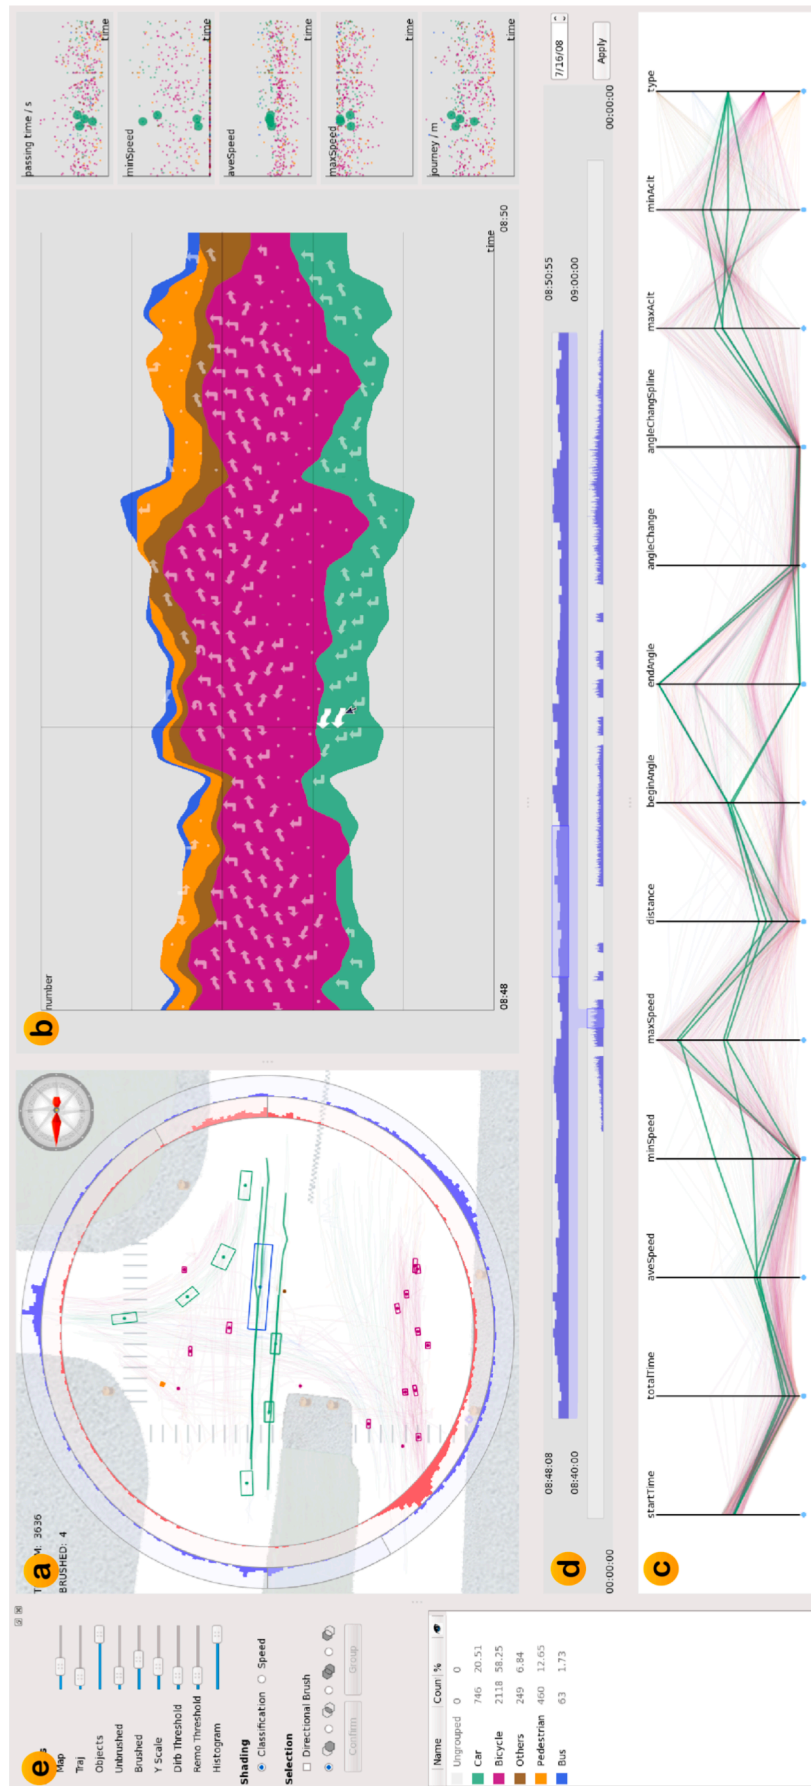 e
s
Map
Traj
Objects
Unbrushed
Brushed
Y Scale
Dirb Threshold
Remo Threshold
Histogram
Shading
Classification
Speed
Selection
Directional Brush
Confirm
Group
Name Coun %
Ungrouped 0 0
Car 746 20.51
Bicycle 2118 58.25
Others 249 6.84
Pedestrian 460 12.65
Bus 63 1.73
a
M: 3636
BRUSHED: 4
b
number
08:48
08:50
time
passing time / s
time
minSpeed
time
aveSpeed
time
maxSpeed
time
journey / m
time
d
08:48:08
08:50:55
08:40:00
09:00:00
00:00:00
00:00:00
7/16/08
Apply
c
startTime
totalTime
aveSpeed
minSpeed
maxSpeed
distance
beginAngle
endAngle
angleChange
angleChangSpline
maxAclt
minAclt
type